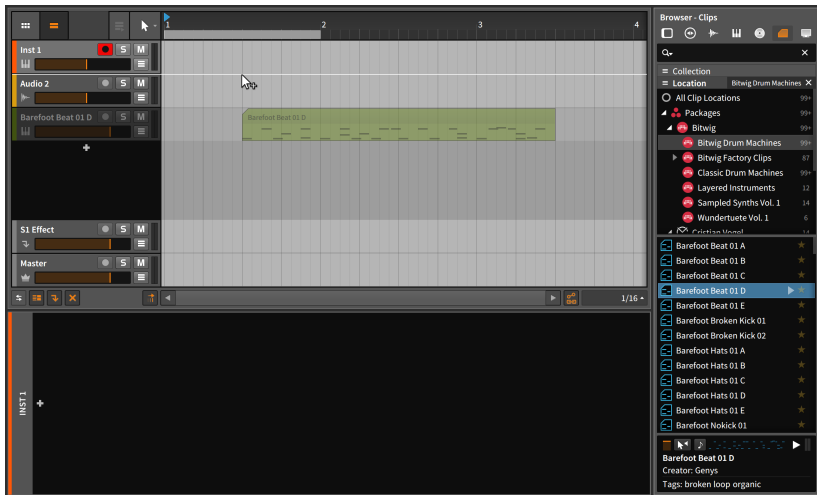 1 2 3 4
Inst 1 S M
Audio 2 S M
Barefoot Beat 01 D S M
Barefoot Beat 01 D
S1 Effect S M
Master S M
1/16
INST 1
Browser - Clips
Collection
Location Bitwig Drum Machines
All Clip Locations 99+
Packages 99+
Bitwig 99+
Bitwig Drum Machines 99+
Bitwig Factory Clips 87
Classic Drum Machines 99+
Layered Instruments 12
Sampled Synths Vol. 1 14
Wundertuete Vol. 1 6
Cristian Vogel 14
Barefoot Beat 01 A
Barefoot Beat 01 B
Barefoot Beat 01 C
Barefoot Beat 01 D
Barefoot Beat 01 E
Barefoot Broken Kick 01
Barefoot Broken Kick 02
Barefoot Hats 01 A
Barefoot Hats 01 B
Barefoot Hats 01 C
Barefoot Hats 01 D
Barefoot Hats 01 E
Barefoot Nokick 01
Barefoot Beat 01 D
Creator: Genys
Tags: broken loop organic